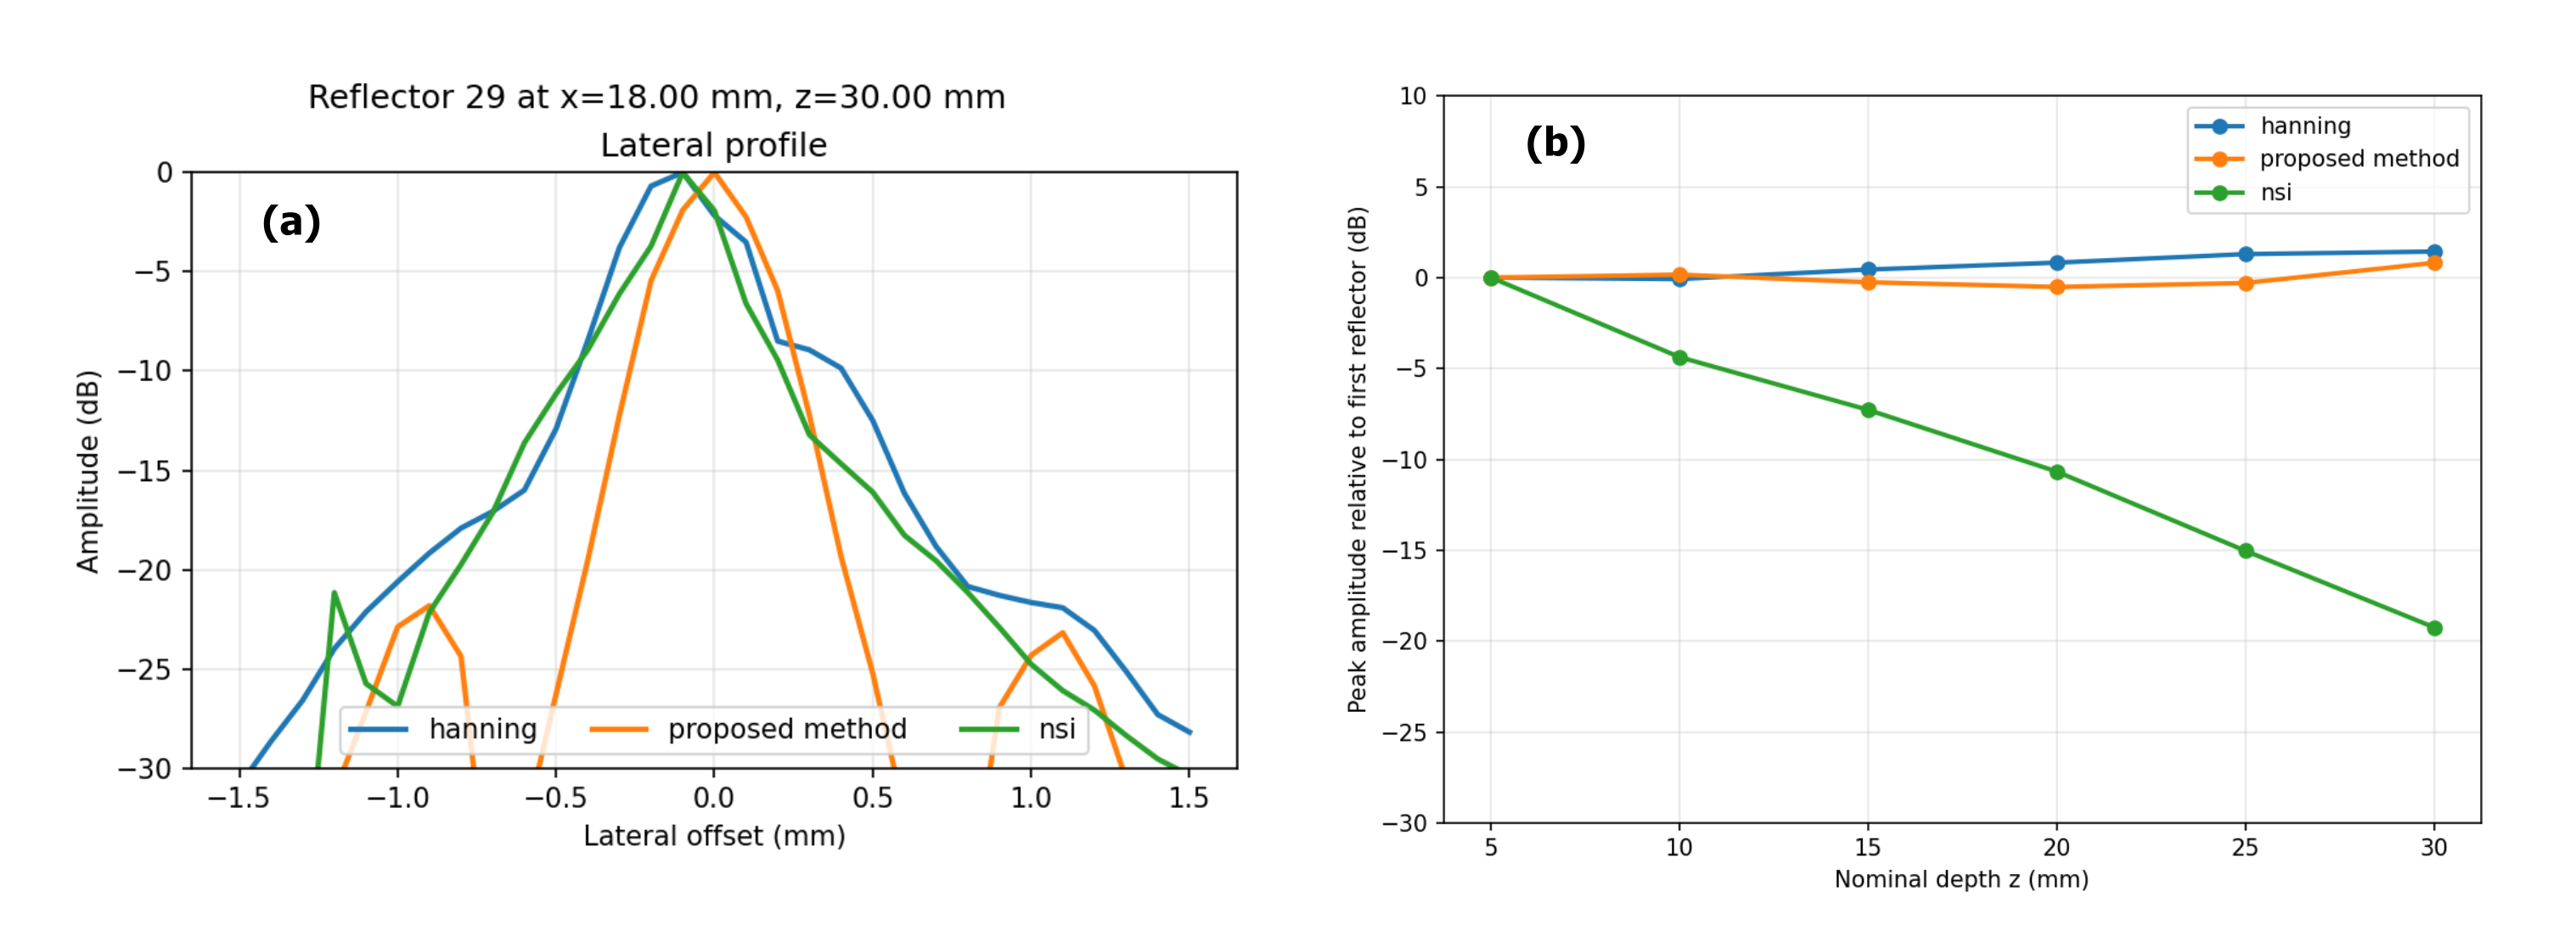 Reflector 29 at x=18.00 mm, z=30.00 mm
Lateral profile
(a)
Amplitude (dB)
0
−5
−10
−15
−20
−25
−30
hanning
proposed method
nsi
−1.5
−1.0
−0.5
0.0
0.5
1.0
1.5
Lateral offset (mm)
(b)
Peak amplitude relative to first reflector (dB)
10
5
0
−5
−10
−15
−20
−25
−30
hanning
proposed method
nsi
5
10
15
20
25
30
Nominal depth z (mm)